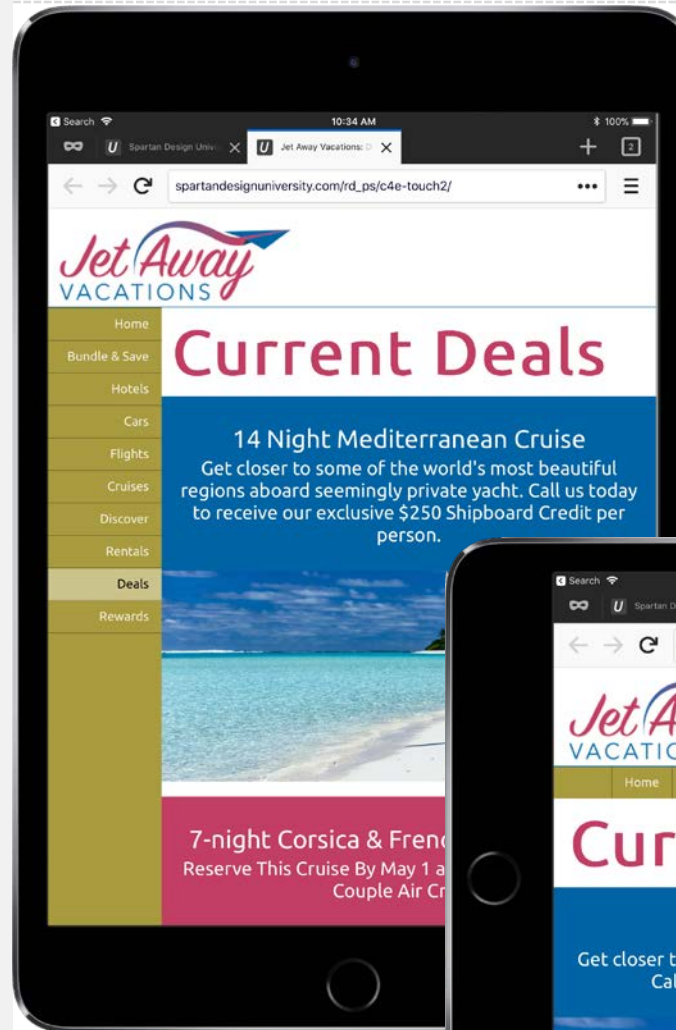 Search
10:34 AM
100%
U Spartan Design Univ
U Jet Away Vacations: D
2
spartandesignuniversity.com/rd_ps/c4e-touch2/
Jet Away
VACATIONS
Home
Bundle & Save
Hotels
Cars
Flights
Cruises
Discover
Rentals
Deals
Rewards
Current Deals
14 Night Mediterranean Cruise
Get closer to some of the world's most beautiful
regions aboard seemingly private yacht. Call us today
to receive our exclusive $250 Shipboard Credit per
person.
7-night Corsica & Frenc
Reserve This Cruise By May 1 a
Couple Air Cr
Search
U Spartan D
Jet A
VACATIO
Home
Cur
Get closer t
Cal